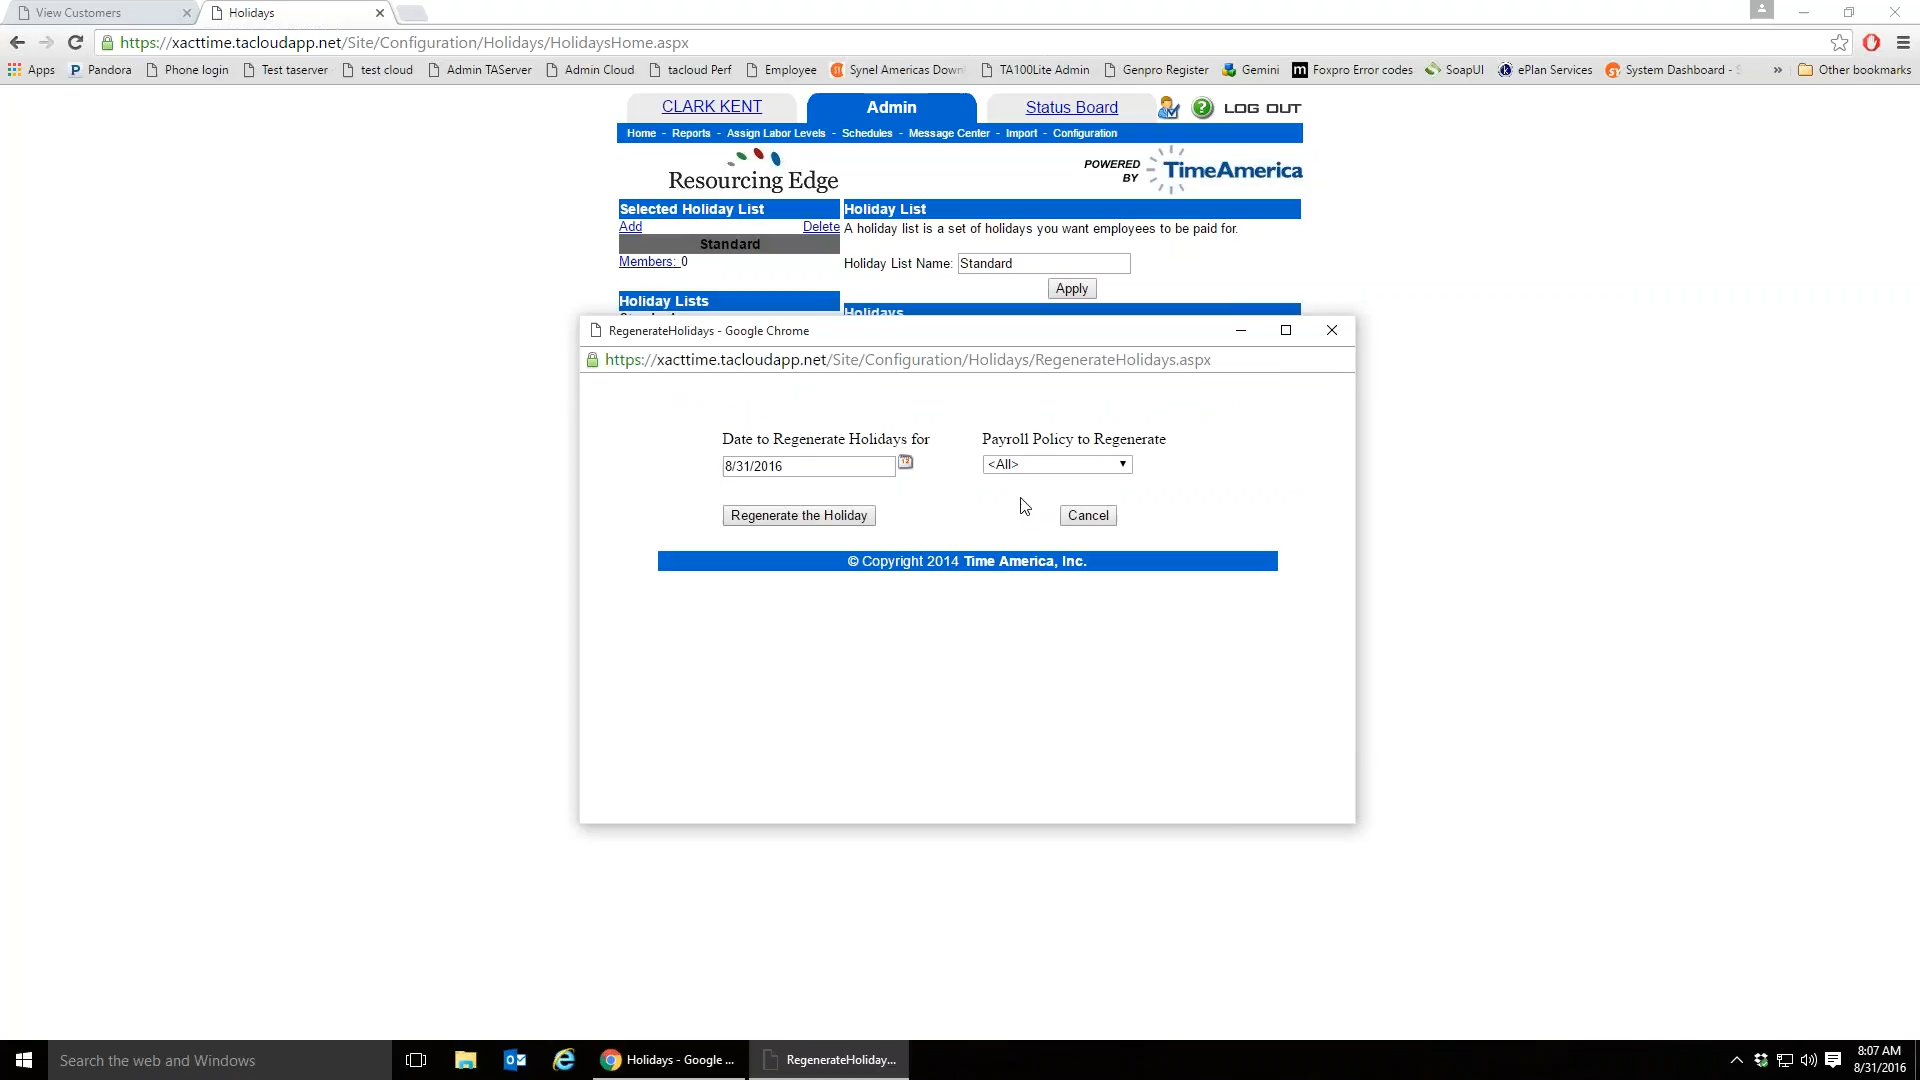 View Customers
Holidays
https://xacttime.tacloudapp.net/Site/Configuration/Holidays/HolidaysHome.aspx
Apps Pandora Phone login Test taserver test cloud Admin TAServer Admin Cloud tacloud Perf Employee Synel Americas Down TA100Lite Admin Genpro Register Gemini Foxpro Error codes SoapUI ePlan Services System Dashboard - S » Other bookmarks
CLARK KENT Admin Status Board LOG OUT
Home - Reports - Assign Labor Levels - Schedules - Message Center - Import - Configuration
Resourcing Edge
POWERED BY TimeAmerica
Selected Holiday List
Add Delete
Standard
Members: 0
Holiday Lists
Holiday List
A holiday list is a set of holidays you want employees to be paid for.
Holiday List Name: Standard
Apply
Holidays
RegenerateHolidays - Google Chrome
https://xacttime.tacloudapp.net/Site/Configuration/Holidays/RegenerateHolidays.aspx
Date to Regenerate Holidays for Payroll Policy to Regenerate
8/31/2016 12 <All>
Regenerate the Holiday Cancel
© Copyright 2014 Time America, Inc.
Search the web and Windows
Holidays - Google ...
RegenerateHoliday...
8:07 AM
8/31/2016